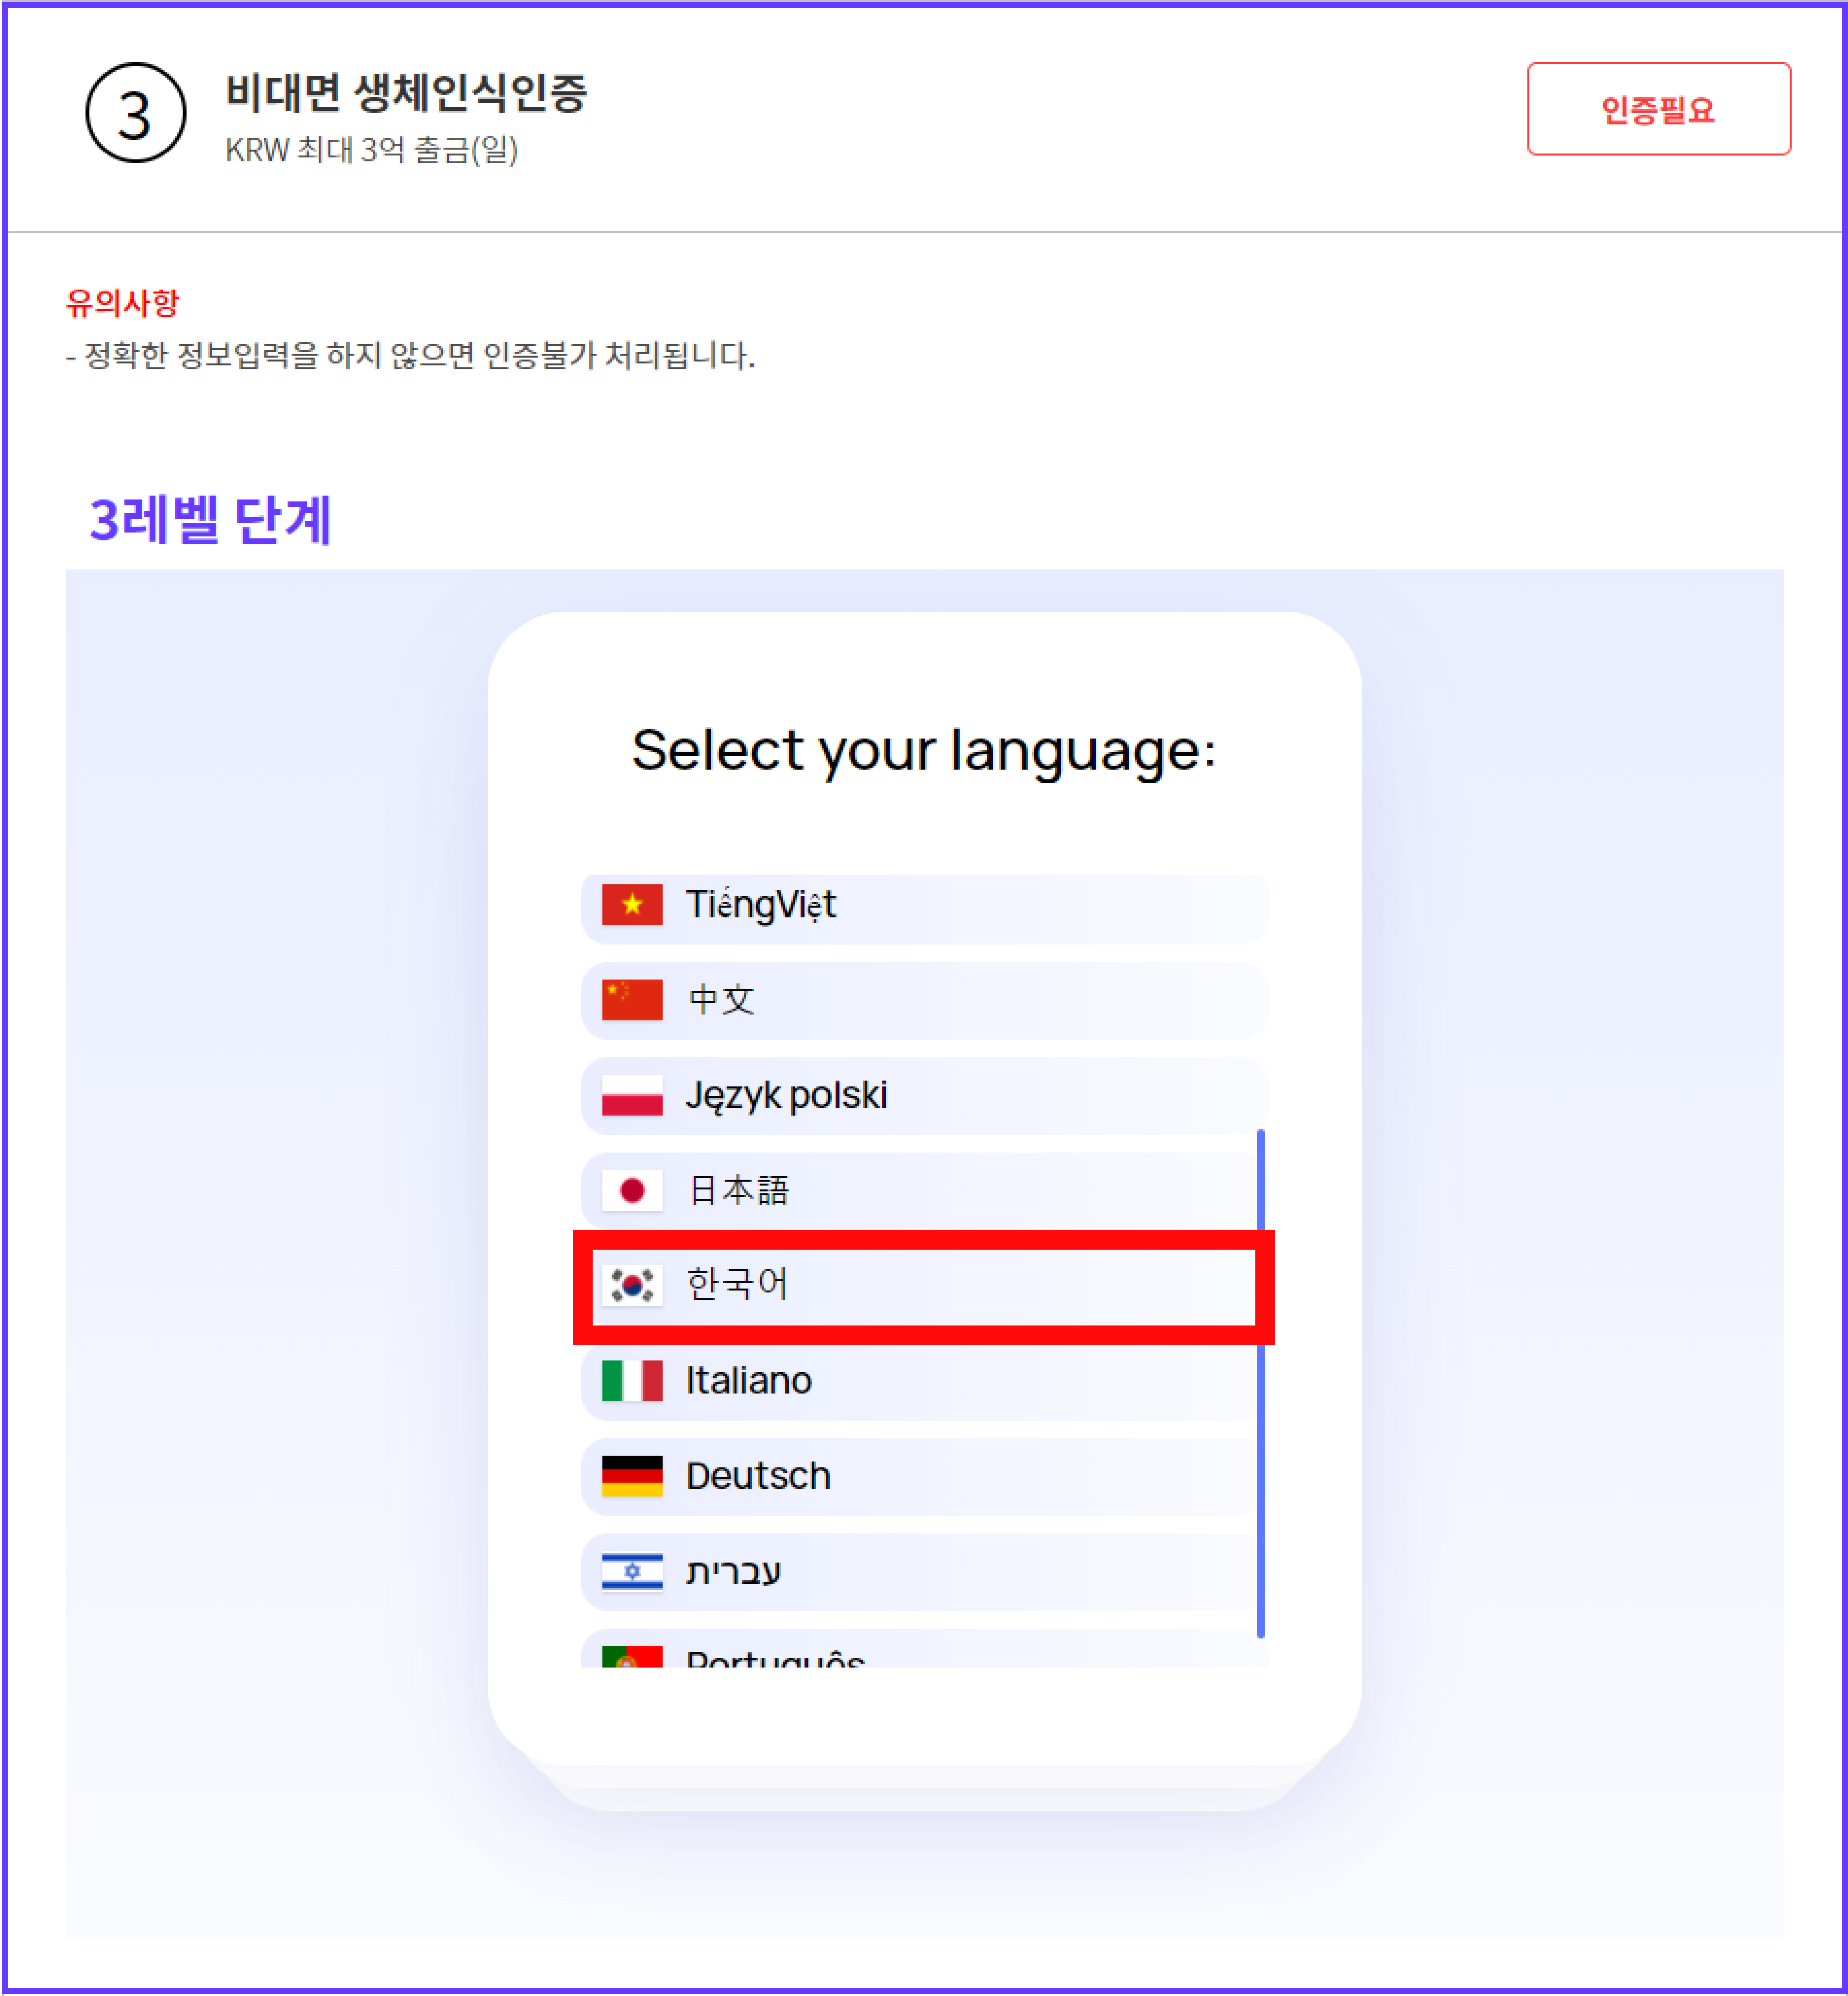 3
비대면 생체인식인증
KRW 최대 3억 출금(일)
인증필요
유의사항
- 정확한 정보입력을 하지 않으면 인증불가 처리됩니다.
3레벨 단계
Select your language:
TiếngViệt
中文
Język polski
日本語
한국어
Italiano
Deutsch
עברית
Português